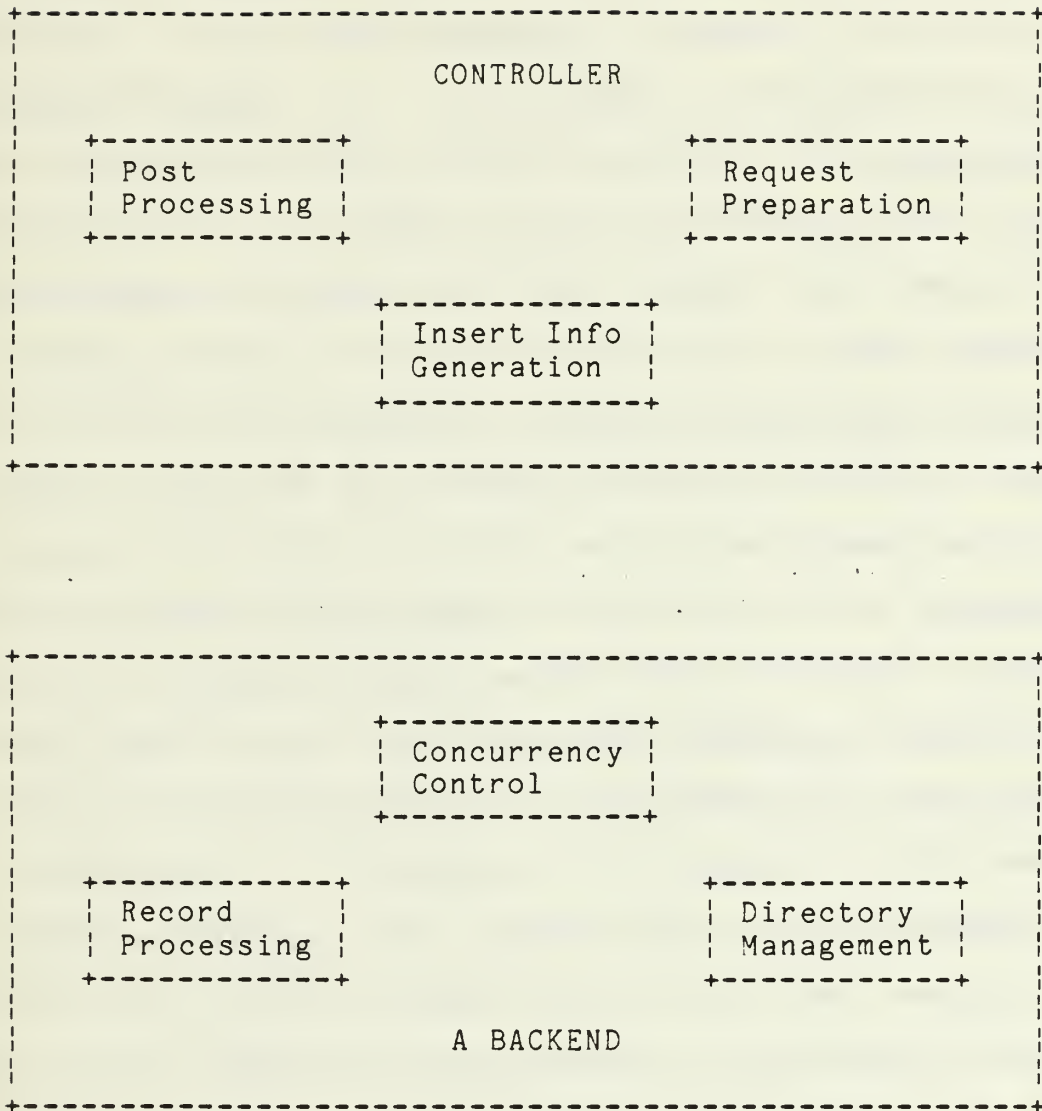 CONTROLLER
Post
Processing
Request
Preparation
Insert Info
Generation
Concurrency
Control
Record
Processing
Directory
Management
A BACKEND